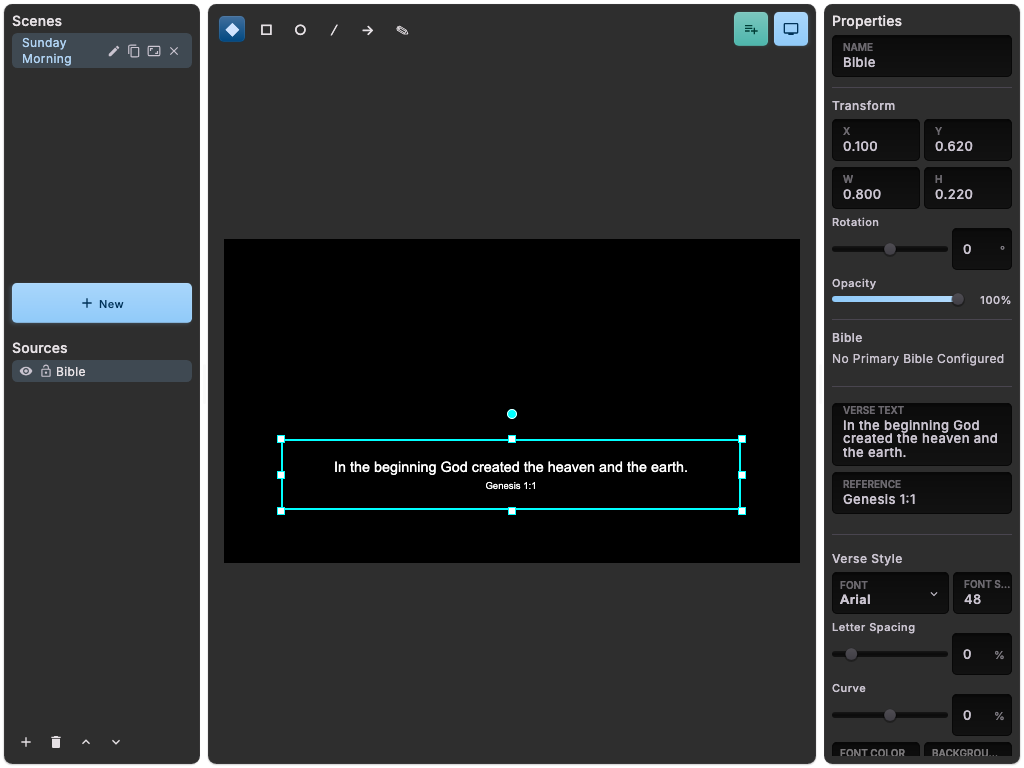 Scenes
Sunday
Morning
+ New
Sources
Bible
In the beginning God created the heaven and the earth.
Genesis 1:1
Properties
NAME
Bible
Transform
X
0.100
Y
0.620
W
0.800
H
0.220
Rotation
0 °
Opacity
100%
Bible
No Primary Bible Configured
VERSE TEXT
In the beginning God
created the heaven and
the earth.
REFERENCE
Genesis 1:1
Verse Style
FONT
Arial
FONT S...
48
Letter Spacing
0 %
Curve
0 %
FONT COLOR
BACKGROU...